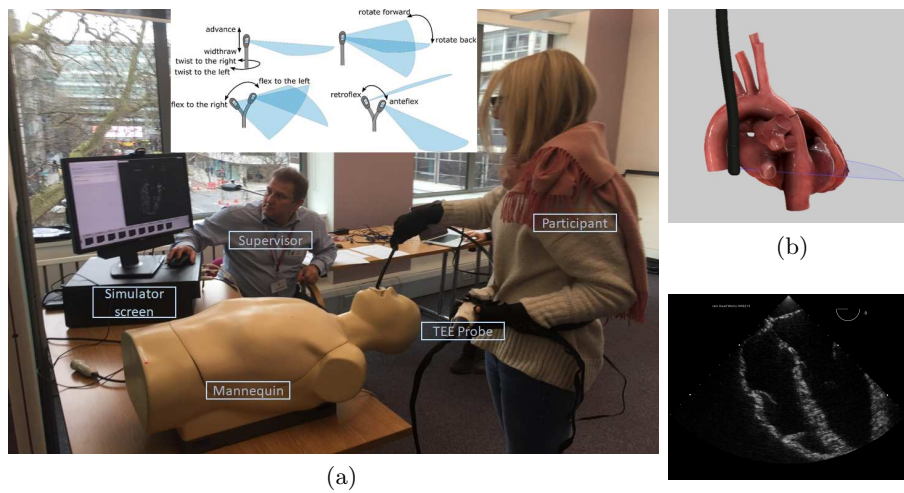 advance
widthraw
twist to the right
twist to the left
rotate forward
rotate back
flex to the left
flex to the right
retroflex
anteflex
Supervisor
Participant
Simulator
screen
TEE Probe
Mannequin
(a)
(b)